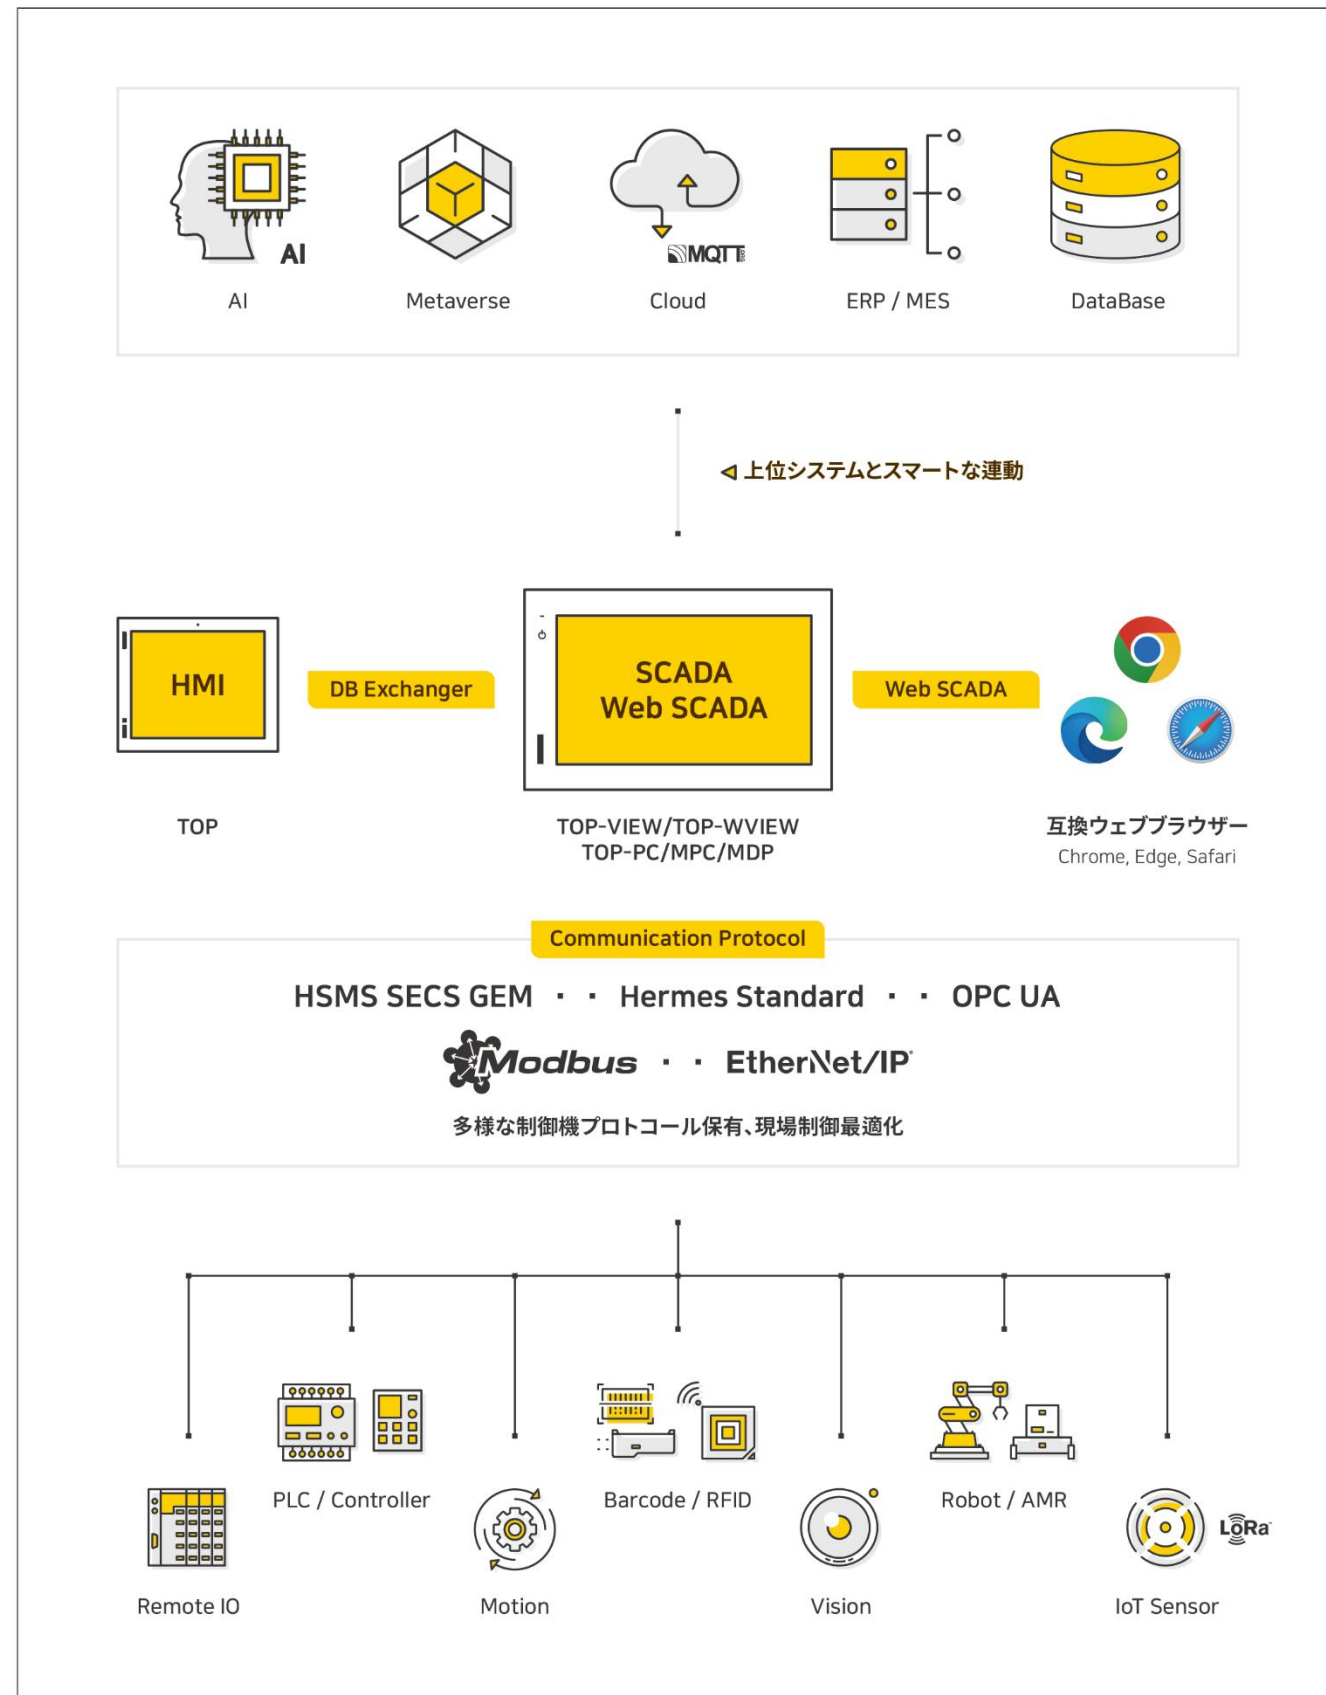 AI
AI
Metaverse
MQTT
Cloud
ERP / MES
DataBase
上位システムとスマートな連動
HMI
DB Exchanger
SCADA
Web SCADA
Web SCADA
TOP
TOP-VIEW/TOP-WVIEW
TOP-PC/MPC/MDP
互換ウェブブラウザー
Chrome, Edge, Safari
Communication Protocol
HSMS SECS GEM · · Hermes Standard · · OPC UA
Modbus · · EtherNet/IP
多様な制御機プロトコール保有、現場制御最適化
PLC / Controller
Barcode / RFID
Robot / AMR
LoRa
Remote IO
Motion
Vision
IoT Sensor